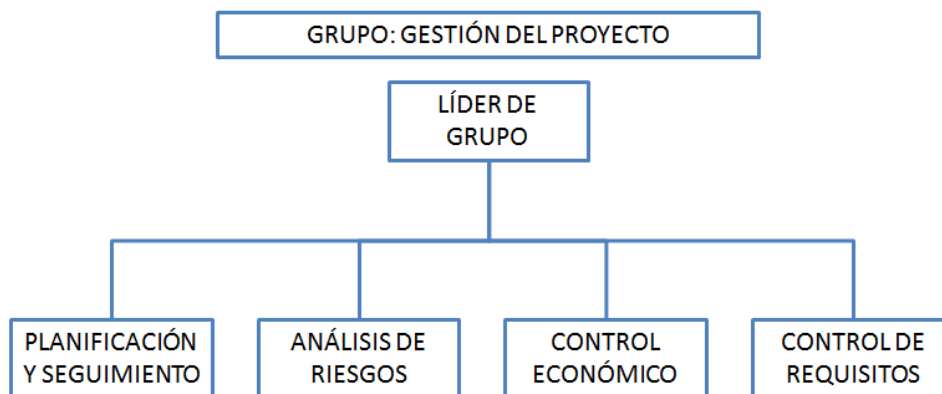 GRUPO: GESTIÓN DEL PROYECTO
LÍDER DE
GRUPO
PLANIFICACIÓN
Y SEGUIMIENTO
ANÁLISIS DE
RIESGOS
CONTROL
ECONÓMICO
CONTROL DE
REQUISITOS